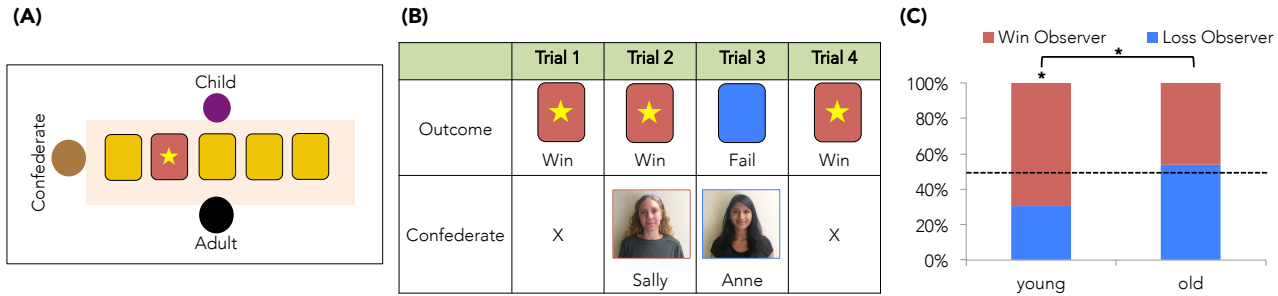 (A)
Child
Confederate
Adult
(B)
Trial 1 Trial 2 Trial 3 Trial 4
Outcome
Win Win Fail Win
Confederate X X
Sally Anne
(C)
Win Observer Loss Observer
*
*
100%
80%
60%
40%
20%
0%
young old